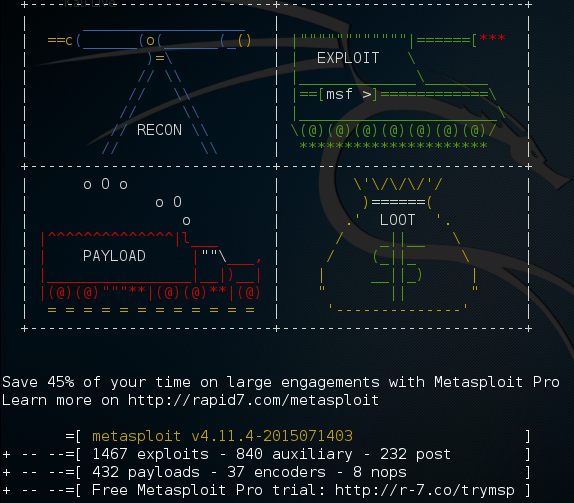 RECON
EXPLOIT
msf >
PAYLOAD
LOOT
Save 45% of your time on large engagements with Metasploit Pro
Learn more on http://rapid7.com/metasploit
=[ metasploit v4.11.4-2015071403 ]
+ -- --=[ 1467 exploits - 840 auxiliary - 232 post ]
+ -- --=[ 432 payloads - 37 encoders - 8 nops ]
+ -- --=[ Free Metasploit Pro trial: http://r-7.co/trymsp ]